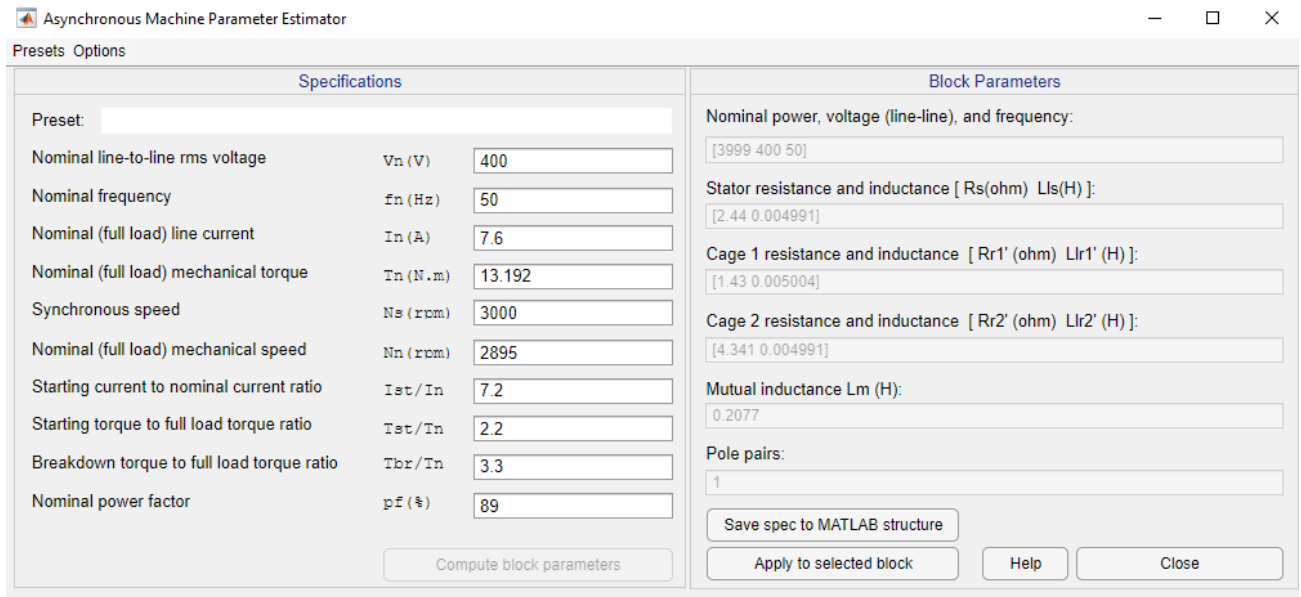 Asynchronous Machine Parameter Estimator
Presets Options
Specifications
Preset:
Nominal line-to-line rms voltage Vn(V) 400
Nominal frequency fn(Hz) 50
Nominal (full load) line current In(A) 7.6
Nominal (full load) mechanical torque Tn(N.m) 13.192
Synchronous speed Ns(rpm) 3000
Nominal (full load) mechanical speed Nn(rpm) 2895
Starting current to nominal current ratio Ist/In 7.2
Starting torque to full load torque ratio Tst/Tn 2.2
Breakdown torque to full load torque ratio Tbr/Tn 3.3
Nominal power factor pf(%) 89
Compute block parameters
Block Parameters
Nominal power, voltage (line-line), and frequency:
[3999 400 50]
Stator resistance and inductance [ Rs(ohm) Lls(H) ]:
[2.44 0.004991]
Cage 1 resistance and inductance [ Rr1' (ohm) Llr1' (H) ]:
[1.43 0.005004]
Cage 2 resistance and inductance [ Rr2' (ohm) Llr2' (H) ]:
[4.341 0.004991]
Mutual inductance Lm (H):
0.2077
Pole pairs:
1
Save spec to MATLAB structure
Apply to selected block Help Close